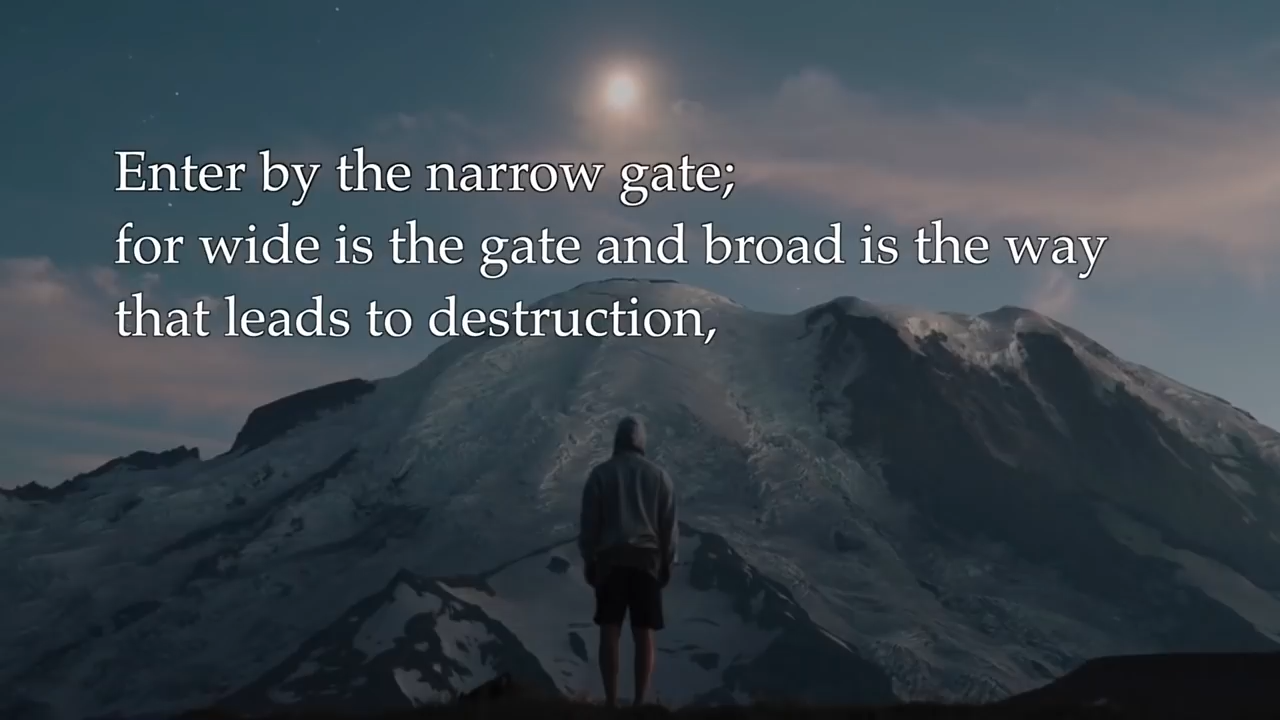 Enter by the narrow gate;
for wide is the gate and broad is the way
that leads to destruction,